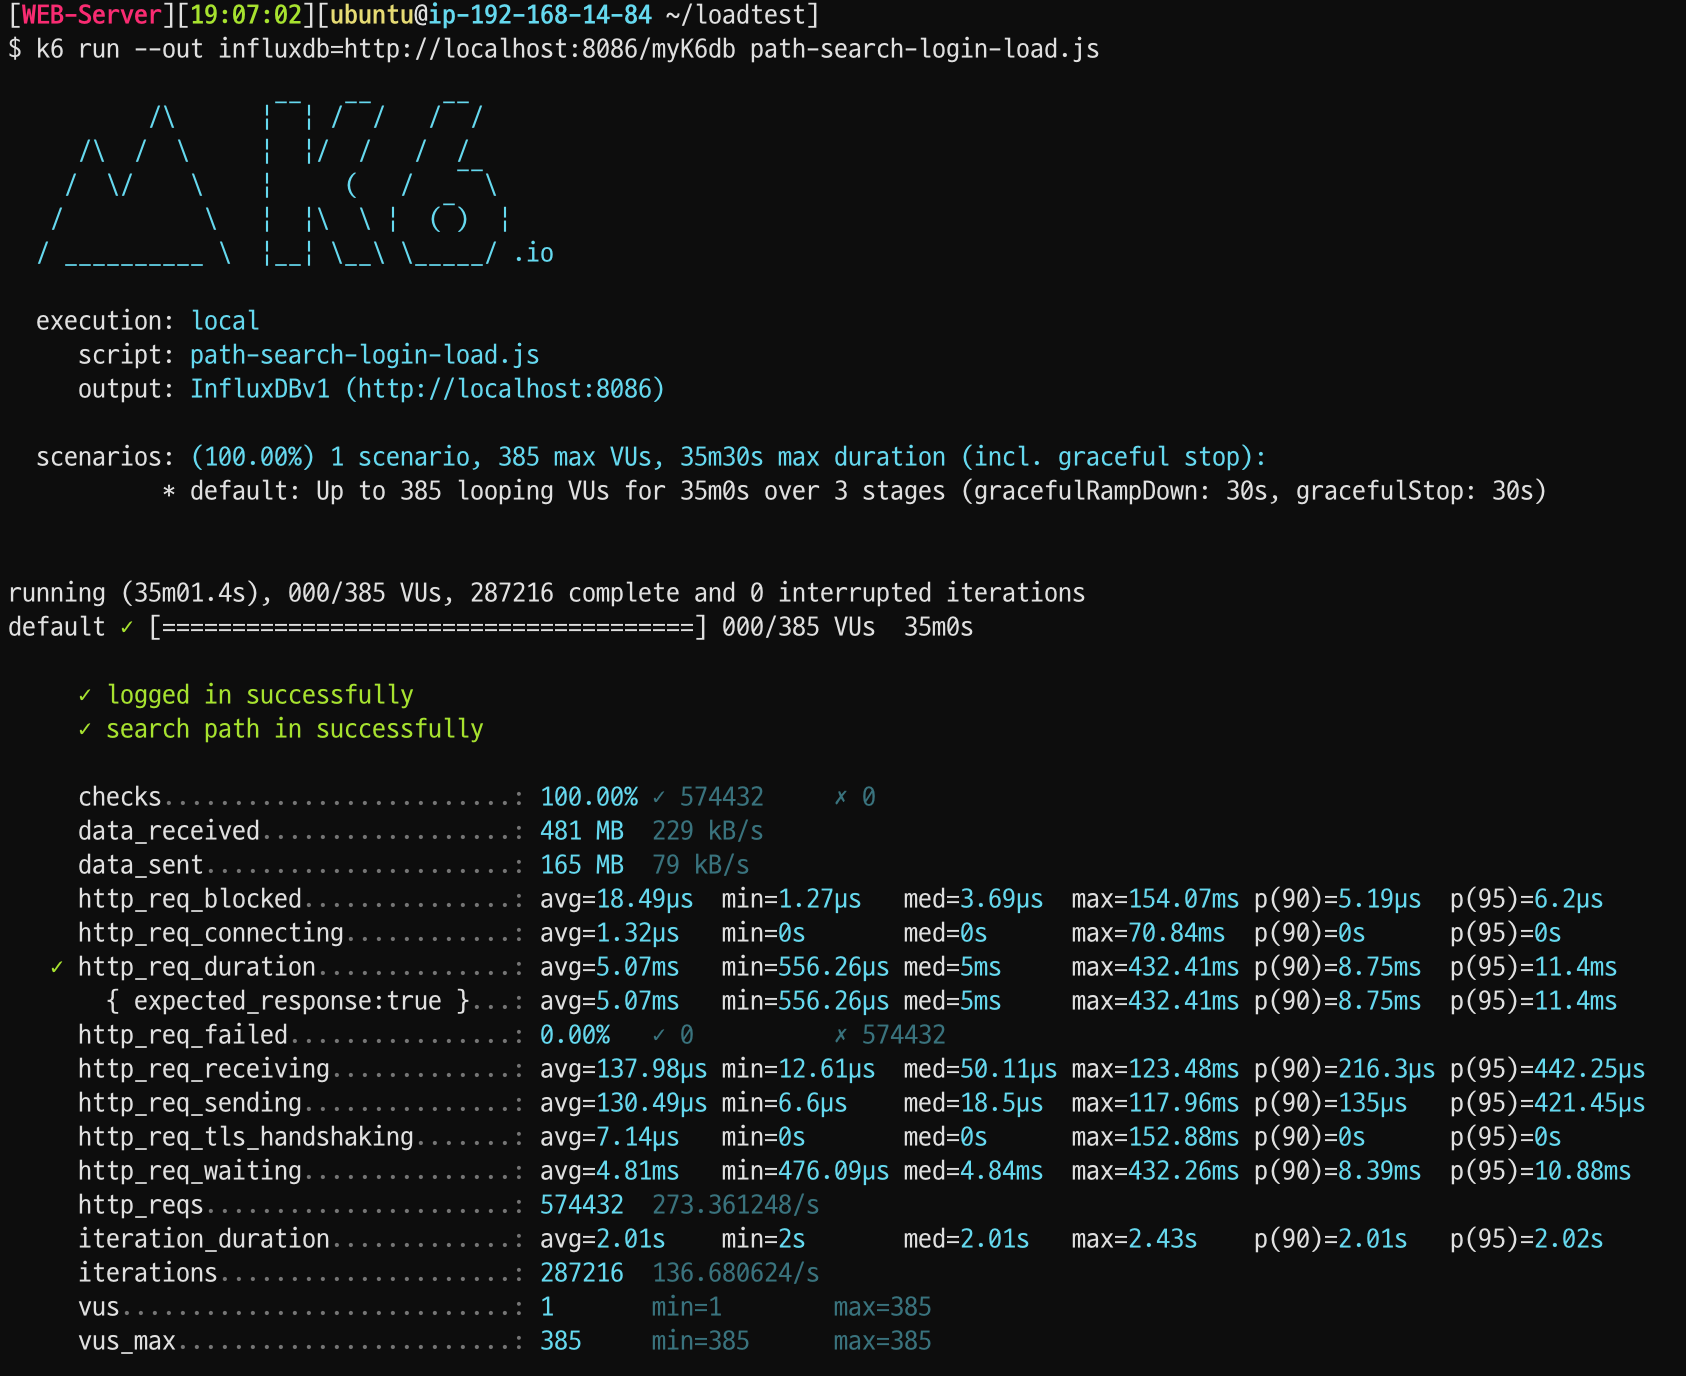 [WEB-Server][19:07:02][ubuntu@ip-192-168-14-84 ~/loadtest]
$ k6 run --out influxdb=http://localhost:8086/myK6db path-search-login-load.js
.io
execution: local
script: path-search-login-load.js
output: InfluxDBv1 (http://localhost:8086)
scenarios: (100.00%) 1 scenario, 385 max VUs, 35m30s max duration (incl. graceful stop):
* default: Up to 385 looping VUs for 35m0s over 3 stages (gracefulRampDown: 30s, gracefulStop: 30s)
running (35m01.4s), 000/385 VUs, 287216 complete and 0 interrupted iterations
default ✓ [======================================] 000/385 VUs  35m0s
✓ logged in successfully
✓ search path in successfully
checks.........................: 100.00% ✓ 574432     ✗ 0
data_received..................: 481 MB  229 kB/s
data_sent......................: 165 MB  79 kB/s
http_req_blocked...............: avg=18.49µs  min=1.27µs   med=3.69µs  max=154.07ms p(90)=5.19µs  p(95)=6.2µs
http_req_connecting............: avg=1.32µs   min=0s       med=0s      max=70.84ms  p(90)=0s      p(95)=0s
✓ http_req_duration..............: avg=5.07ms   min=556.26µs med=5ms     max=432.41ms p(90)=8.75ms  p(95)=11.4ms
{ expected_response:true }...: avg=5.07ms   min=556.26µs med=5ms     max=432.41ms p(90)=8.75ms  p(95)=11.4ms
http_req_failed................: 0.00%   ✓ 0          ✗ 574432
http_req_receiving.............: avg=137.98µs min=12.61µs  med=50.11µs max=123.48ms p(90)=216.3µs p(95)=442.25µs
http_req_sending...............: avg=130.49µs min=6.6µs    med=18.5µs  max=117.96ms p(90)=135µs   p(95)=421.45µs
http_req_tls_handshaking.......: avg=7.14µs   min=0s       med=0s      max=152.88ms p(90)=0s      p(95)=0s
http_req_waiting...............: avg=4.81ms   min=476.09µs med=4.84ms  max=432.26ms p(90)=8.39ms  p(95)=10.88ms
http_reqs......................: 574432  273.361248/s
iteration_duration.............: avg=2.01s    min=2s       med=2.01s   max=2.43s    p(90)=2.01s   p(95)=2.02s
iterations.....................: 287216  136.680624/s
vus............................: 1       min=1        max=385
vus_max........................: 385     min=385      max=385